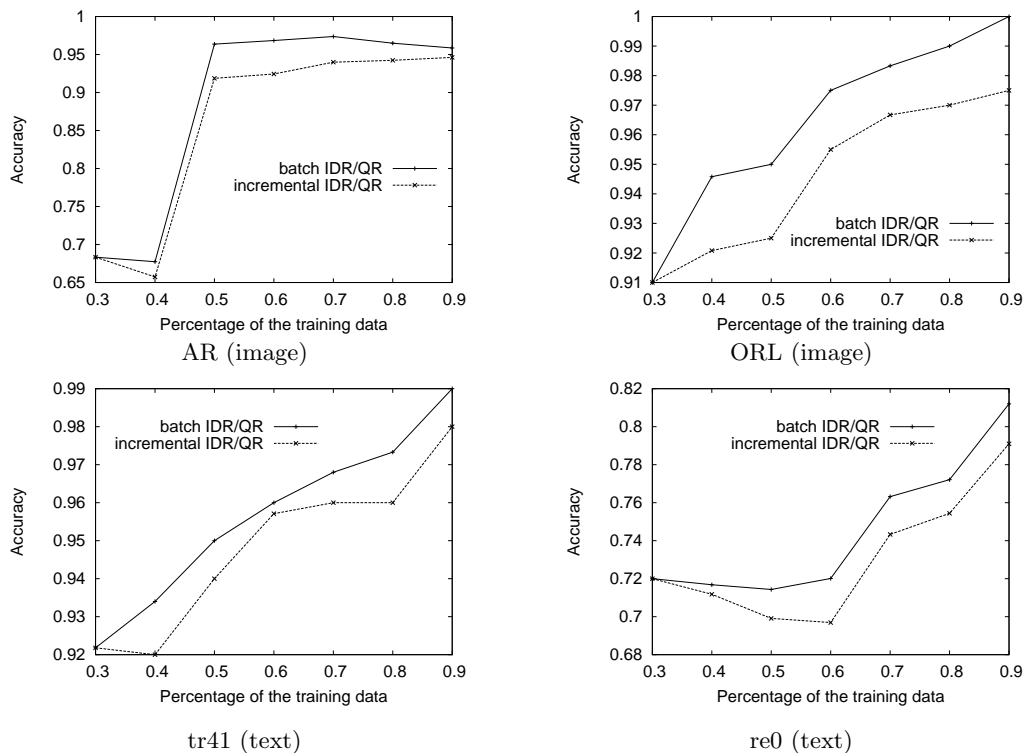 1
0.95
0.9
0.85
0.8
0.75
0.7
0.65
Accuracy
batch IDR/QR
incremental IDR/QR
0.3 0.4 0.5 0.6 0.7 0.8 0.9
Percentage of the training data
AR (image)
1
0.99
0.98
0.97
0.96
0.95
0.94
0.93
0.92
0.91
Accuracy
batch IDR/QR
incremental IDR/QR
0.3 0.4 0.5 0.6 0.7 0.8 0.9
Percentage of the training data
ORL (image)
0.99
0.98
0.97
0.96
0.95
0.94
0.93
0.92
Accuracy
batch IDR/QR
incremental IDR/QR
0.3 0.4 0.5 0.6 0.7 0.8 0.9
Percentage of the training data
tr41 (text)
0.82
0.8
0.78
0.76
0.74
0.72
0.7
0.68
Accuracy
batch IDR/QR
incremental IDR/QR
0.3 0.4 0.5 0.6 0.7 0.8 0.9
Percentage of the training data
re0 (text)